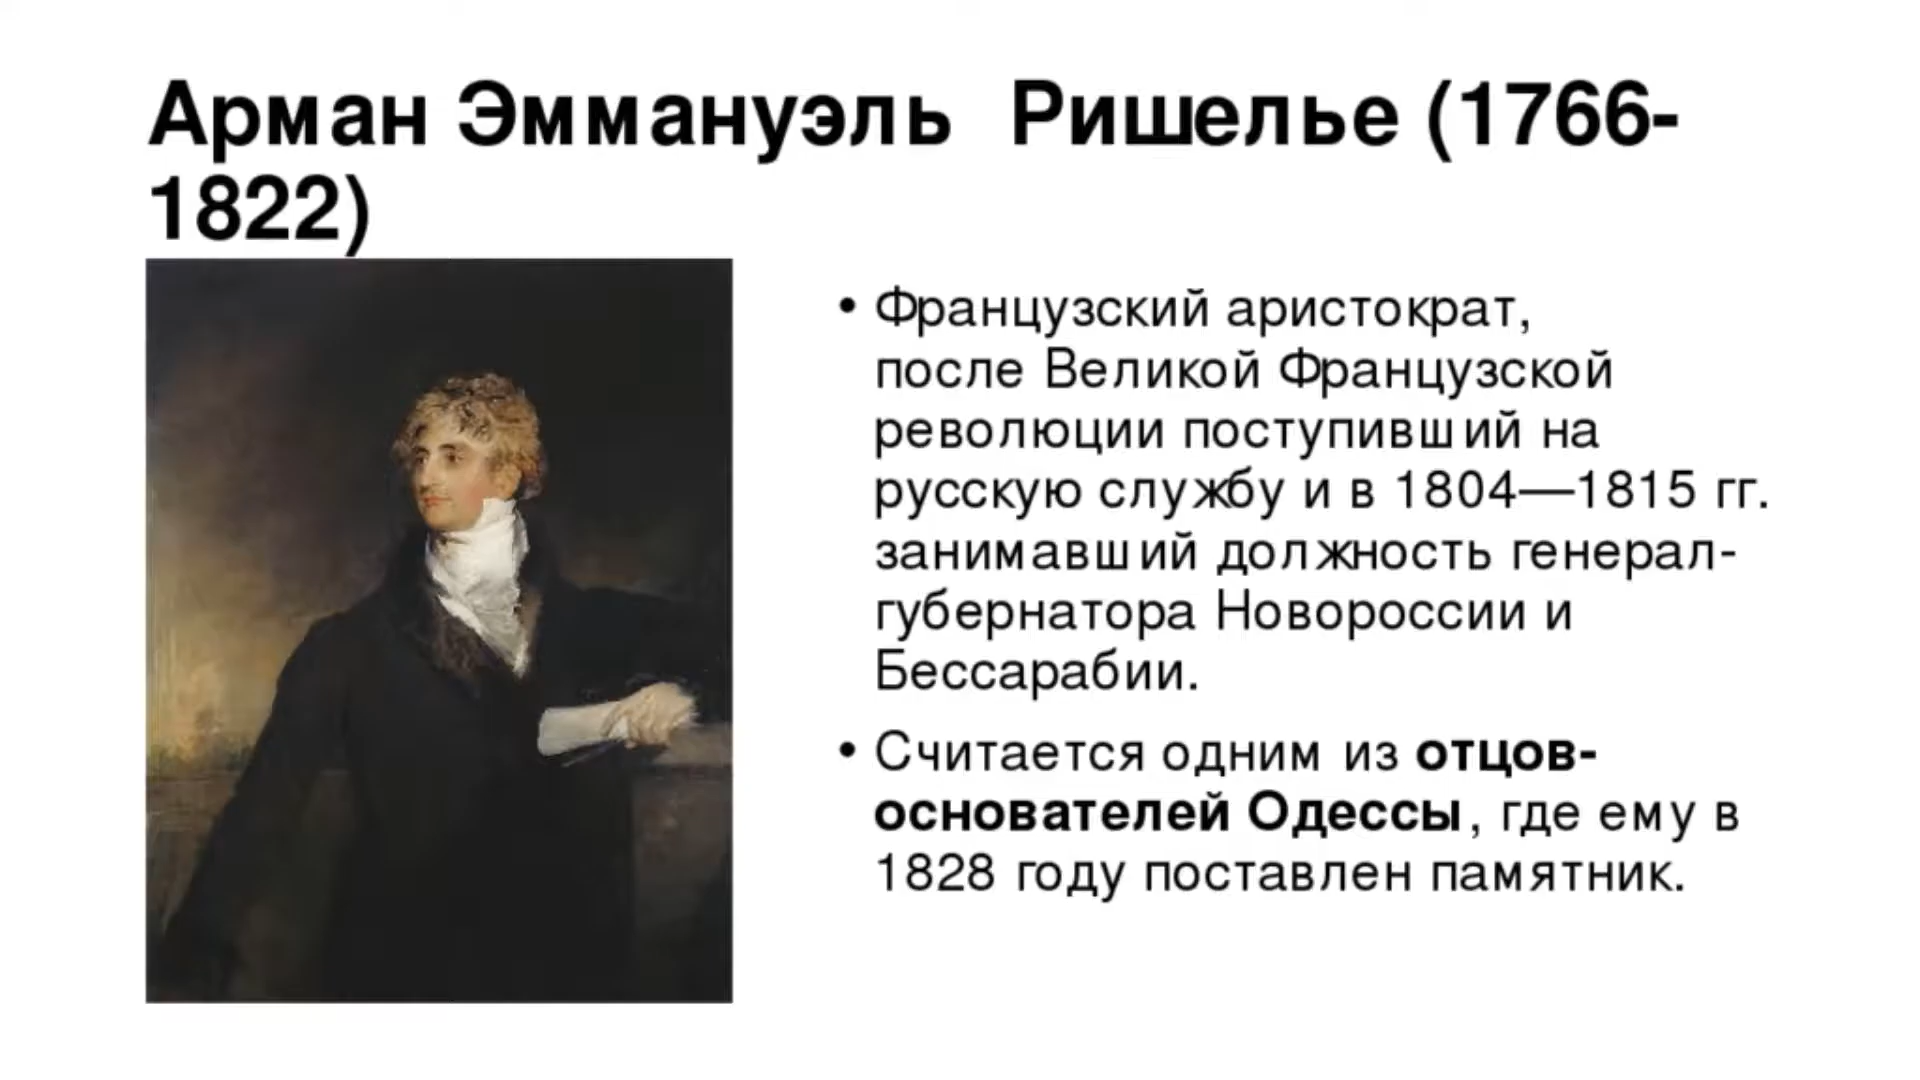 Арман Эммануэль Ришелье (1766-
1822)
• Французский аристократ,
после Великой Французской
революции поступивший на
русскую службу и в 1804—1815 гг.
занимавший должность генерал-
губернатора Новороссии и
Бессарабии.
• Считается одним из отцов-
основателей Одессы, где ему в
1828 году поставлен памятник.